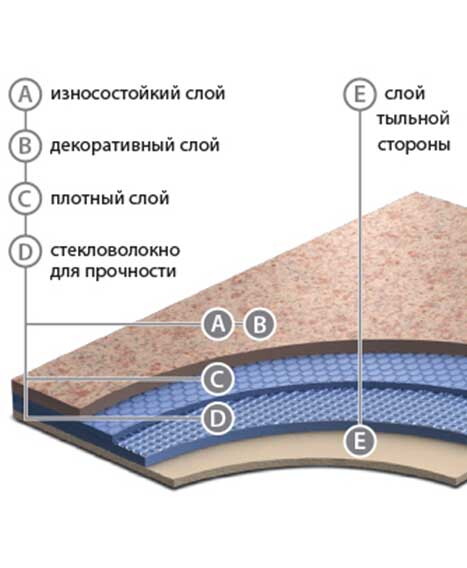 A износостойкий слой
B декоративный слой
C плотный слой
D стекловолокно
для прочности
E слой
тыльной
стороны
A B
C
D
E